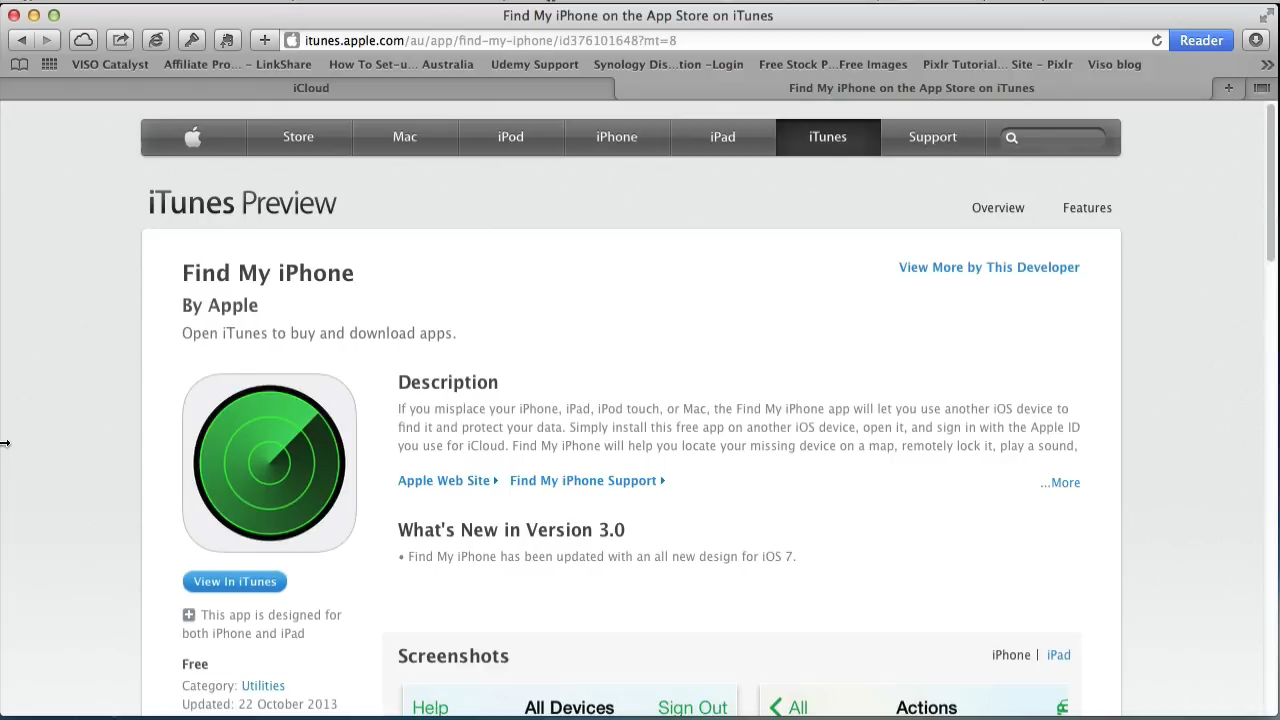 Find My iPhone on the App Store on iTunes
itunes.apple.com/au/app/find-my-iphone/id376101648?mt=8
Reader
VISO Catalyst Affiliate Pro... – LinkShare How To Set-u... Australia Udemy Support Synology Dis...tion -Login Free Stock P...Free Images Pixlr Tutorial... Site - Pixlr Viso blog
iCloud Find My iPhone on the App Store on iTunes
Store Mac iPod iPhone iPad iTunes Support
iTunes Preview
Overview Features
Find My iPhone
View More by This Developer
By Apple
Open iTunes to buy and download apps.
Description
If you misplace your iPhone, iPad, iPod touch, or Mac, the Find My iPhone app will let you use another iOS device to
find it and protect your data. Simply install this free app on another iOS device, open it, and sign in with the Apple ID
you use for iCloud. Find My iPhone will help you locate your missing device on a map, remotely lock it, play a sound,
Apple Web Site Find My iPhone Support ...More
What's New in Version 3.0
• Find My iPhone has been updated with an all new design for iOS 7.
View In iTunes
This app is designed for
both iPhone and iPad
Free
Category: Utilities
Updated: 22 October 2013
Screenshots
iPhone | iPad
Help All Devices Sign Out
All Actions